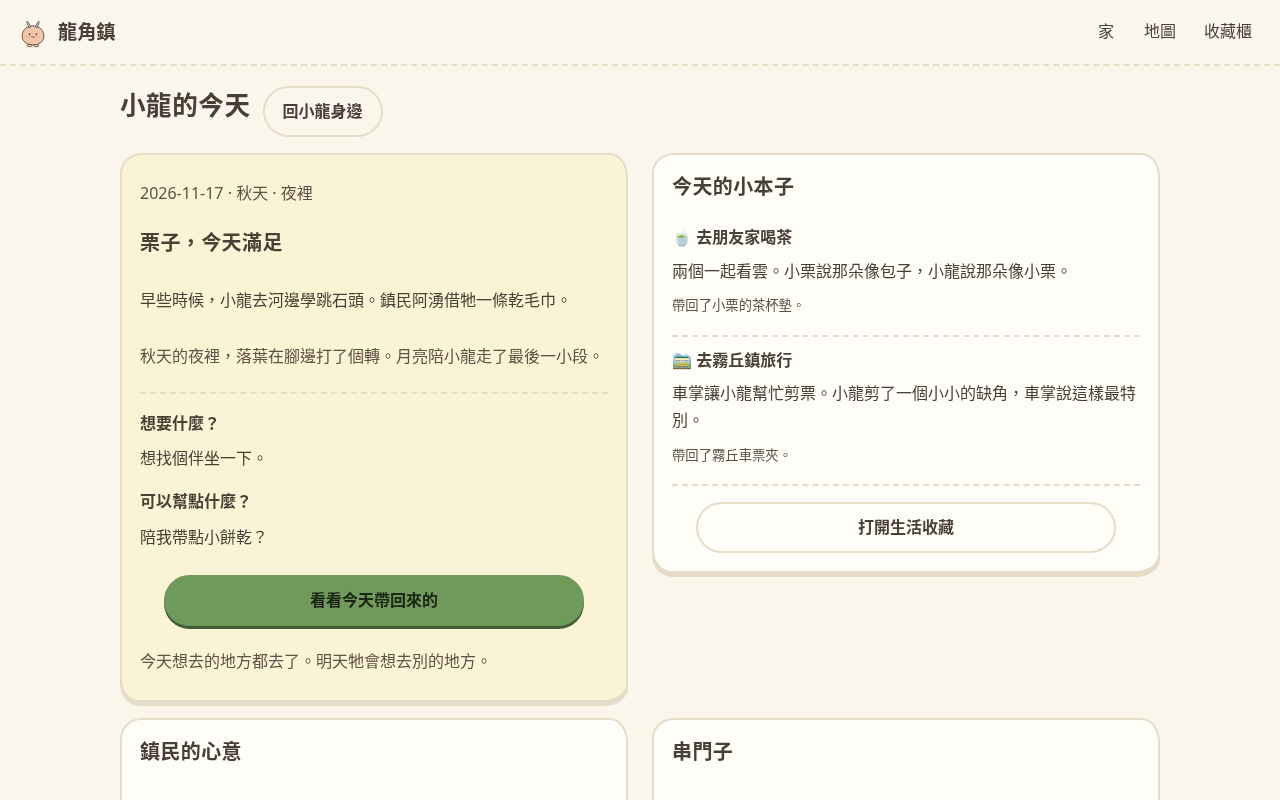 龍角鎮
家
地圖
收藏櫃
小龍的今天
回小龍身邊
2026-11-17 · 秋天 · 夜裡
栗子，今天滿足
早些時候，小龍去河邊學跳石頭。鎮民阿湧借牠一條乾毛巾。
秋天的夜裡，落葉在腳邊打了個轉。月亮陪小龍走了最後一小段。
想要什麼？
想找個伴坐一下。
可以幫點什麼？
陪我帶點小餅乾？
看看今天帶回來的
今天想去的地方都去了。明天牠會想去別的地方。
今天的小本子
🍵 去朋友家喝茶
兩個一起看雲。小栗說那朵像包子，小龍說那朵像小栗。
帶回了小栗的茶杯墊。
🚞 去霧丘鎮旅行
車掌讓小龍幫忙剪票。小龍剪了一個小小的缺角，車掌說這樣最特
別。
帶回了霧丘車票夾。
打開生活收藏
鎮民的心意
串門子